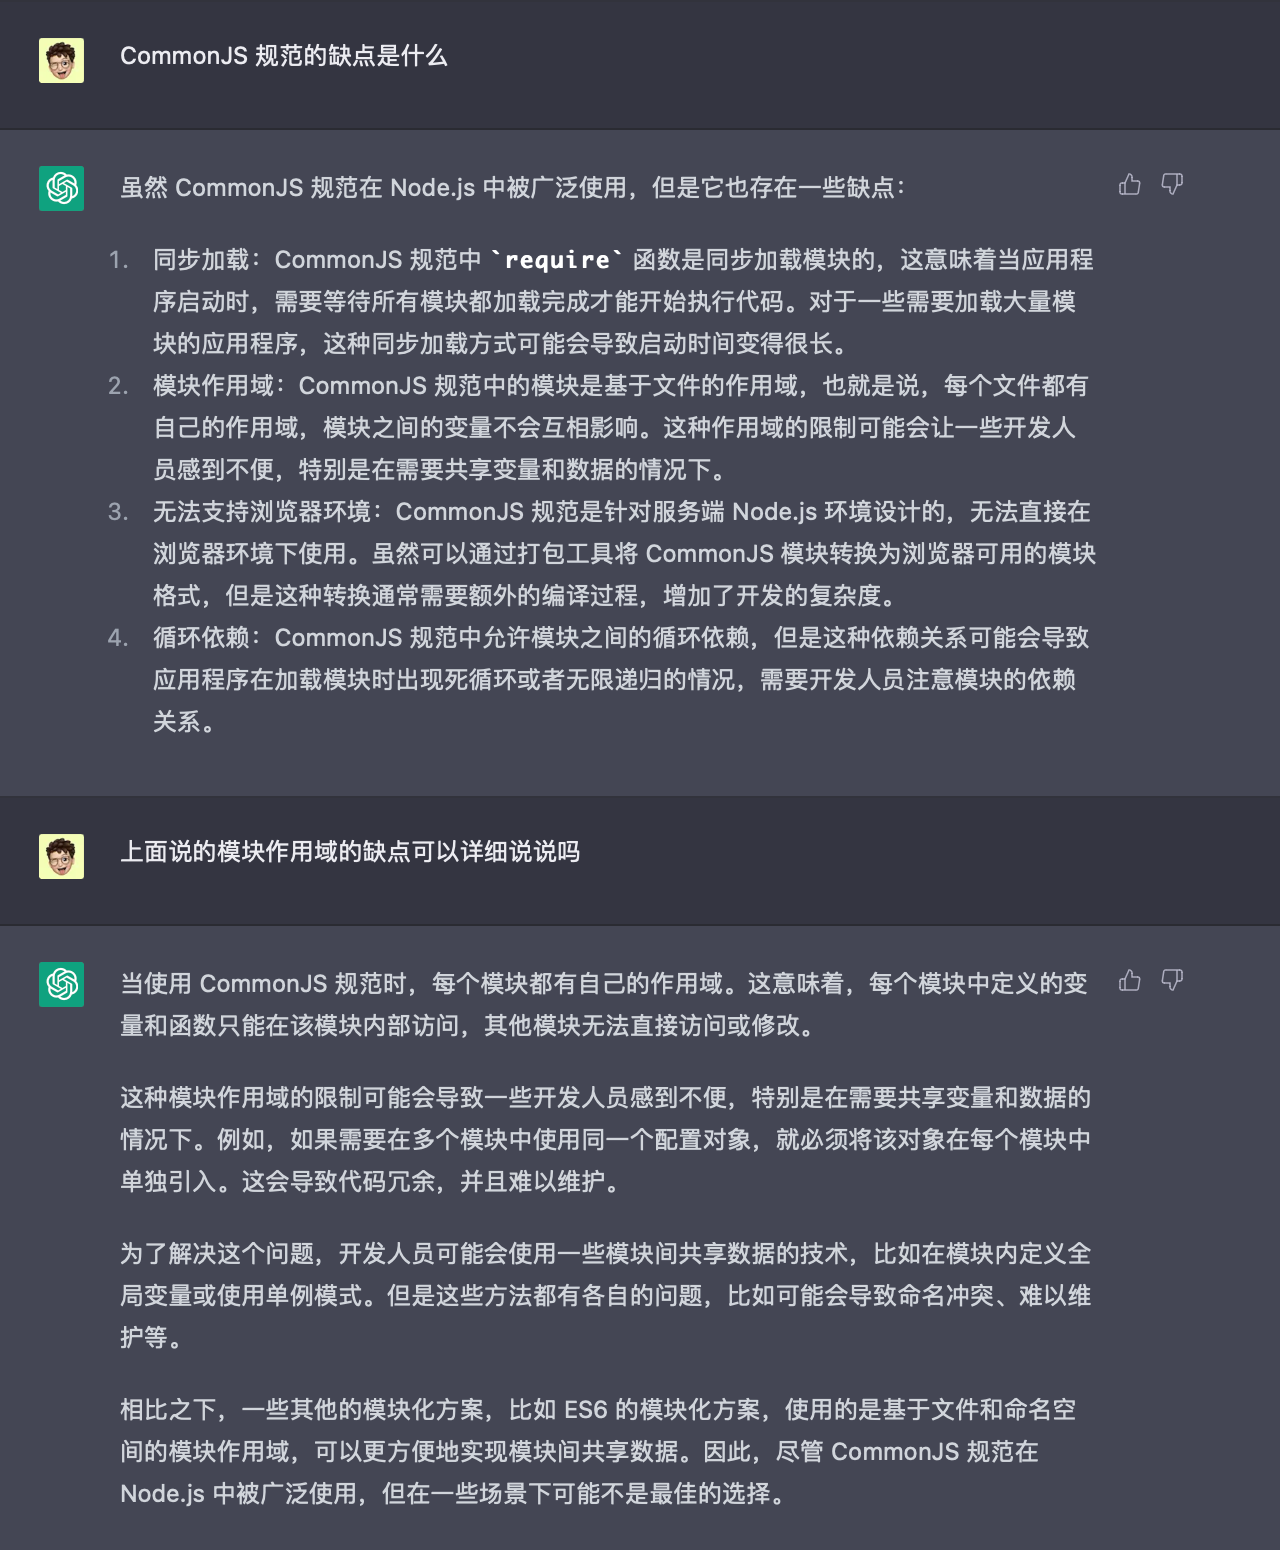 CommonJS 规范的缺点是什么
虽然 CommonJS 规范在 Node.js 中被广泛使用，但是它也存在一些缺点：
1. 同步加载：CommonJS 规范中 `require` 函数是同步加载模块的，这意味着当应用程
序启动时，需要等待所有模块都加载完成才能开始执行代码。对于一些需要加载大量模
块的应用程序，这种同步加载方式可能会导致启动时间变得很长。
2. 模块作用域：CommonJS 规范中的模块是基于文件的作用域，也就是说，每个文件都有
自己的作用域，模块之间的变量不会互相影响。这种作用域的限制可能会让一些开发人
员感到不便，特别是在需要共享变量和数据的情况下。
3. 无法支持浏览器环境：CommonJS 规范是针对服务端 Node.js 环境设计的，无法直接在
浏览器环境下使用。虽然可以通过打包工具将 CommonJS 模块转换为浏览器可用的模块
格式，但是这种转换通常需要额外的编译过程，增加了开发的复杂度。
4. 循环依赖：CommonJS 规范中允许模块之间的循环依赖，但是这种依赖关系可能会导致
应用程序在加载模块时出现死循环或者无限递归的情况，需要开发人员注意模块的依赖
关系。
上面说的模块作用域的缺点可以详细说说吗
当使用 CommonJS 规范时，每个模块都有自己的作用域。这意味着，每个模块中定义的变
量和函数只能在该模块内部访问，其他模块无法直接访问或修改。
这种模块作用域的限制可能会导致一些开发人员感到不便，特别是在需要共享变量和数据的
情况下。例如，如果需要在多个模块中使用同一个配置对象，就必须将该对象在每个模块中
单独引入。这会导致代码冗余，并且难以维护。
为了解决这个问题，开发人员可能会使用一些模块间共享数据的技术，比如在模块内定义全
局变量或使用单例模式。但是这些方法都有各自的问题，比如可能会导致命名冲突、难以维
护等。
相比之下，一些其他的模块化方案，比如 ES6 的模块化方案，使用的是基于文件和命名空
间的模块作用域，可以更方便地实现模块间共享数据。因此，尽管 CommonJS 规范在
Node.js 中被广泛使用，但在一些场景下可能不是最佳的选择。